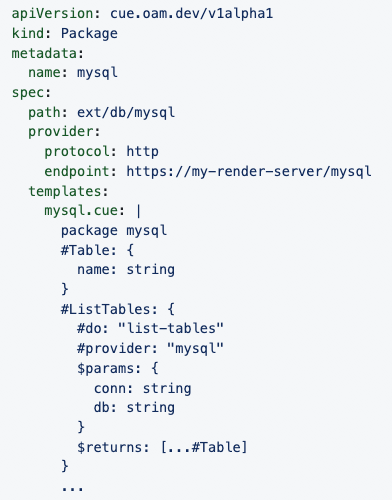 apiVersion: cue.oam.dev/v1alpha1
kind: Package
metadata:
  name: mysql
spec:
  path: ext/db/mysql
  provider:
    protocol: http
    endpoint: https://my-render-server/mysql
  templates:
    mysql.cue: |
      package mysql
      #Table: {
        name: string
      }
      #ListTables: {
        #do: "list-tables"
        #provider: "mysql"
        $params: {
          conn: string
          db: string
        }
        $returns: [...#Table]
      }
      ...